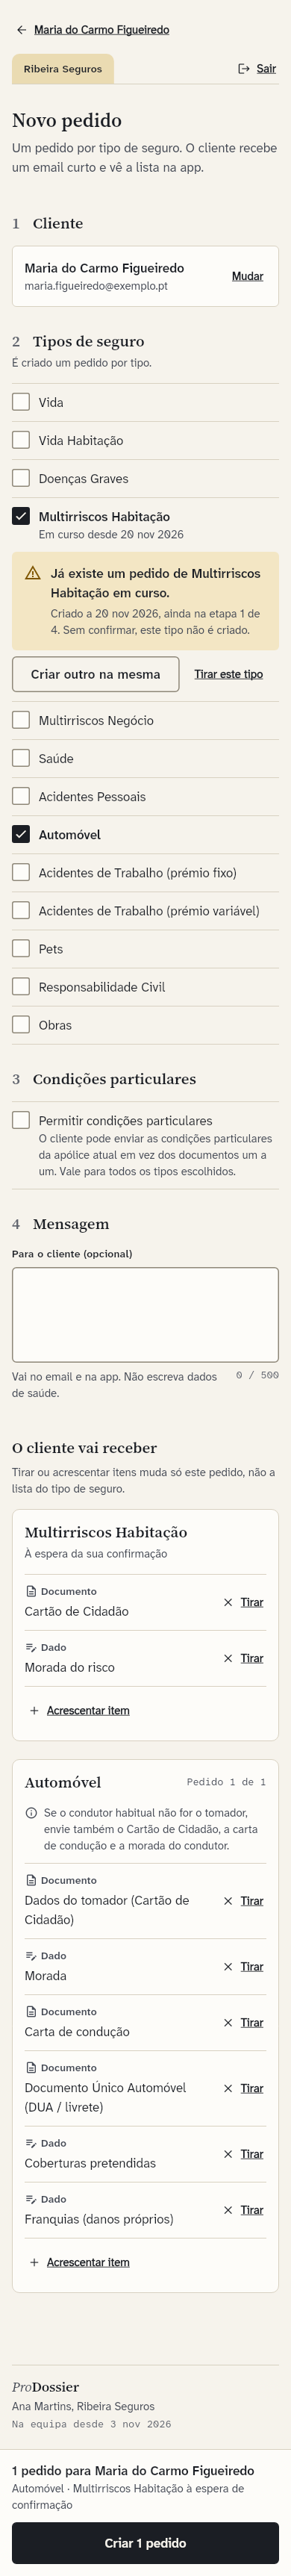 Maria do Carmo Figueiredo
Ribeira Seguros
Sair
Novo pedido
Um pedido por tipo de seguro. O cliente recebe
um email curto e vê a lista na app.
1 Cliente
Maria do Carmo Figueiredo
maria.figueiredo@exemplo.pt
Mudar
2 Tipos de seguro
É criado um pedido por tipo.
Vida
Vida Habitação
Doenças Graves
Multirriscos Habitação
Em curso desde 20 nov 2026
Já existe um pedido de Multirriscos
Habitação em curso.
Criado a 20 nov 2026, ainda na etapa 1 de
4. Sem confirmar, este tipo não é criado.
Criar outro na mesma
Tirar este tipo
Multirriscos Negócio
Saúde
Acidentes Pessoais
Automóvel
Acidentes de Trabalho (prémio fixo)
Acidentes de Trabalho (prémio variável)
Pets
Responsabilidade Civil
Obras
3 Condições particulares
Permitir condições particulares
O cliente pode enviar as condições particulares
da apólice atual em vez dos documentos um a
um. Vale para todos os tipos escolhidos.
4 Mensagem
Para o cliente (opcional)
Vai no email e na app. Não escreva dados
de saúde.
0 / 500
O cliente vai receber
Tirar ou acrescentar itens muda só este pedido, não a
lista do tipo de seguro.
Multirriscos Habitação
À espera da sua confirmação
Documento
Cartão de Cidadão
Tirar
Dado
Morada do risco
Tirar
Acrescentar item
Automóvel
Pedido 1 de 1
Se o condutor habitual não for o tomador,
envie também o Cartão de Cidadão, a carta
de condução e a morada do condutor.
Documento
Dados do tomador (Cartão de
Cidadão)
Tirar
Dado
Morada
Tirar
Documento
Carta de condução
Tirar
Documento
Documento Único Automóvel
(DUA / livrete)
Tirar
Dado
Coberturas pretendidas
Tirar
Dado
Franquias (danos próprios)
Tirar
Acrescentar item
ProDossier
Ana Martins, Ribeira Seguros
Na equipa desde 3 nov 2026
1 pedido para Maria do Carmo Figueiredo
Automóvel · Multirriscos Habitação à espera de
confirmação
Criar 1 pedido